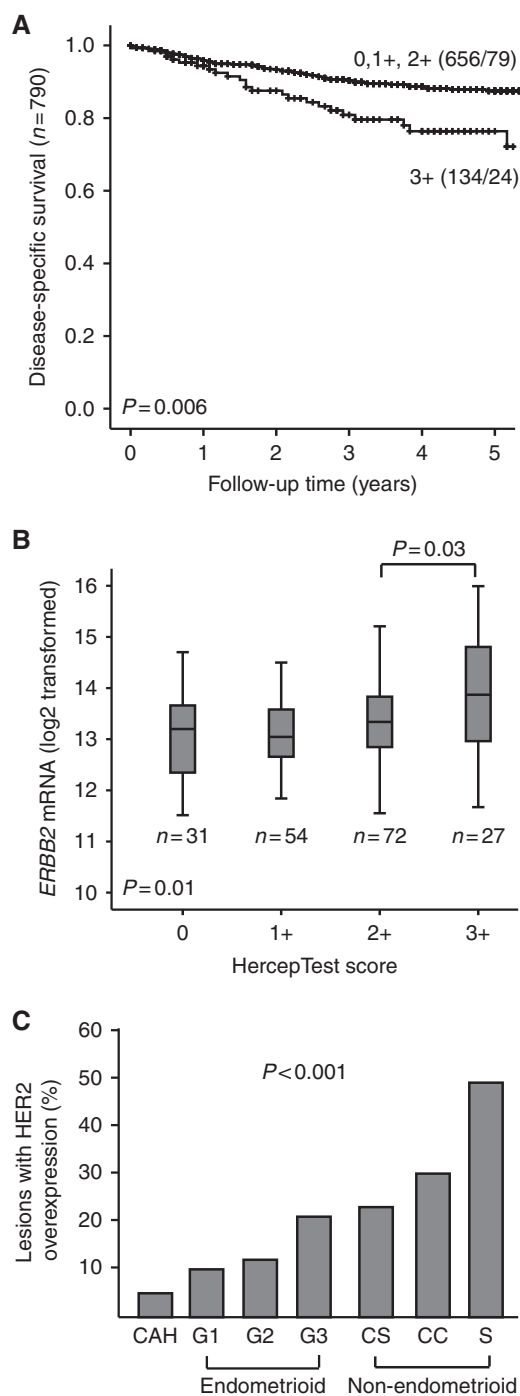 A
Disease-specific survival (n=790)
1.0
0.8
0.6
0.4
0.2
0.0
0,1+, 2+ (656/79)
3+ (134/24)
P=0.006
0 1 2 3 4 5
Follow-up time (years)
B
P=0.03
ERBB2 mRNA (log2 transformed)
16
15
14
13
12
11
10
n=31 n=54 n=72 n=27
P=0.01
0 1+ 2+ 3+
HercepTest score
C
Lesions with HER2
overexpression (%)
60
50
40
30
20
10
P<0.001
CAH G1 G2 G3 CS CC S
Endometrioid Non-endometrioid